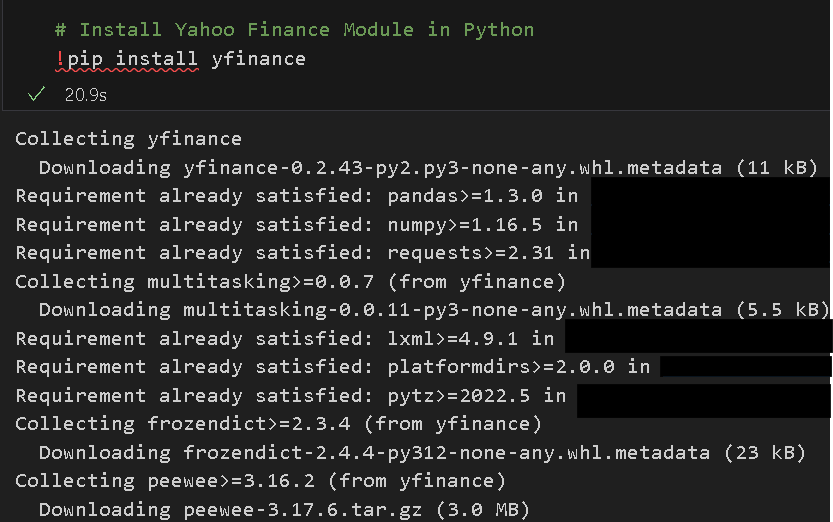 # Install Yahoo Finance Module in Python
!pip install yfinance
20.9s
Collecting yfinance
  Downloading yfinance-0.2.43-py2.py3-none-any.whl.metadata (11 kB)
Requirement already satisfied: pandas>=1.3.0 in
Requirement already satisfied: numpy>=1.16.5 in
Requirement already satisfied: requests>=2.31 in
Collecting multitasking>=0.0.7 (from yfinance)
  Downloading multitasking-0.0.11-py3-none-any.whl.metadata (5.5 kB)
Requirement already satisfied: lxml>=4.9.1 in
Requirement already satisfied: platformdirs>=2.0.0 in
Requirement already satisfied: pytz>=2022.5 in
Collecting frozendict>=2.3.4 (from yfinance)
  Downloading frozendict-2.4.4-py312-none-any.whl.metadata (23 kB)
Collecting peewee>=3.16.2 (from yfinance)
  Downloading peewee-3.17.6.tar.gz (3.0 MB)